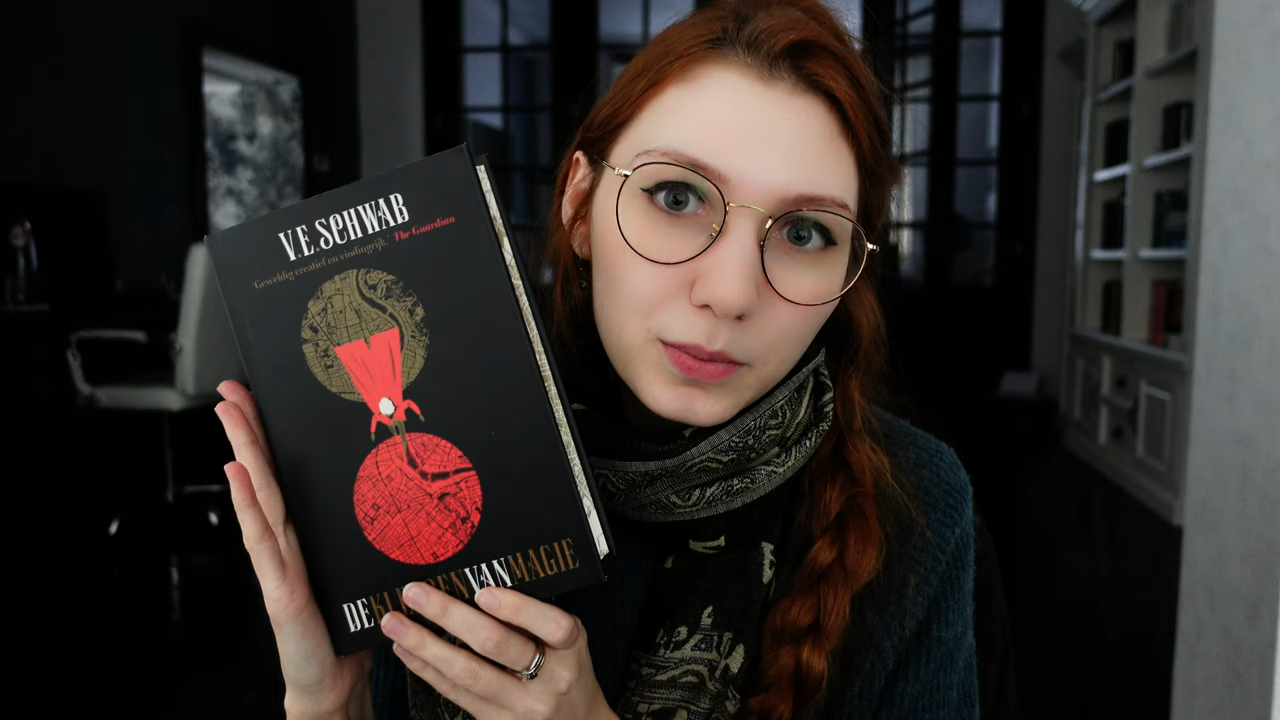 V.E. SCHWAB
'Geweldig creatief en vindingrijk.' The Guardian
DE VAN MAGIE